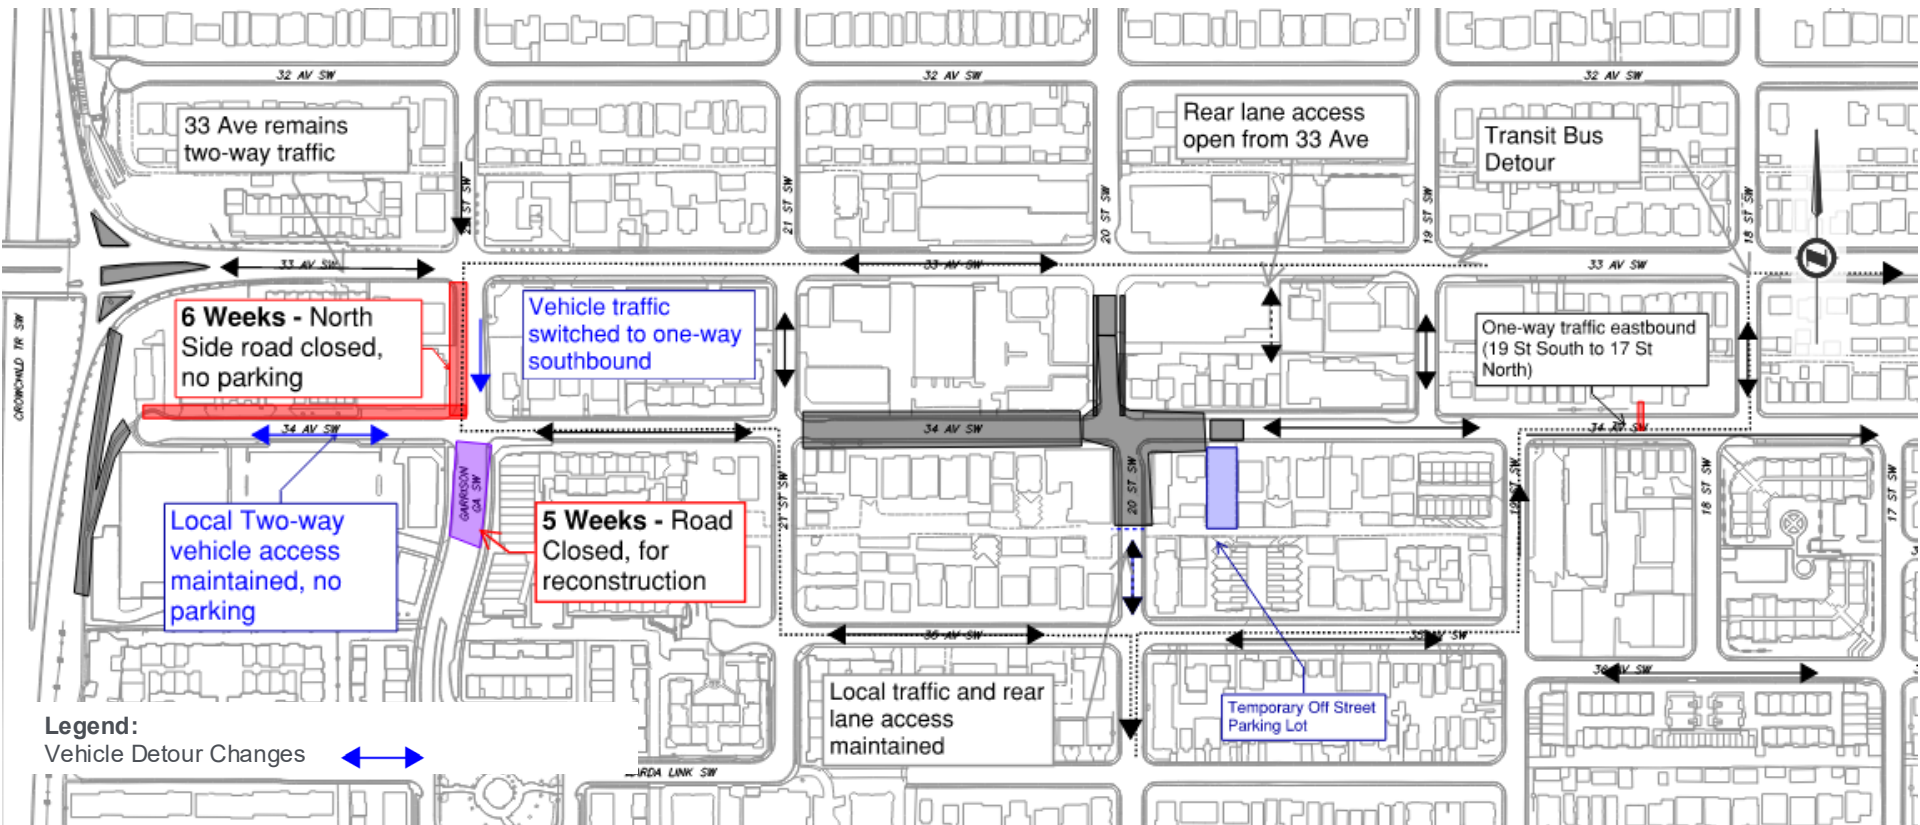 32 AV SW
32 AV SW
32 AV SW
33 Ave remains
two-way traffic
Rear lane access
open from 33 Ave
Transit Bus
Detour
ST SW
21 ST SW
20 ST SW
19 ST SW
18 ST SW
33 AV SW
33 AV SW
33 AV SW
CROWCHILD TR SW
6 Weeks - North
Side road closed,
no parking
Vehicle traffic
switched to one-way
southbound
One-way traffic eastbound
(19 St South to 17 St
North)
34 AV SW
34 AV SW
34 AV SW
GARRISON
GA SW
21 ST SW
20 ST SW
19 ST SW
18 ST SW
17 ST SW
Local Two-way
vehicle access
maintained, no
parking
5 Weeks - Road
Closed, for
reconstruction
36 AV SW
35 AV SW
36 AV SW
Local traffic and rear
lane access
maintained
Temporary Off Street
Parking Lot
Legend:
Vehicle Detour Changes
ARDA LINK SW